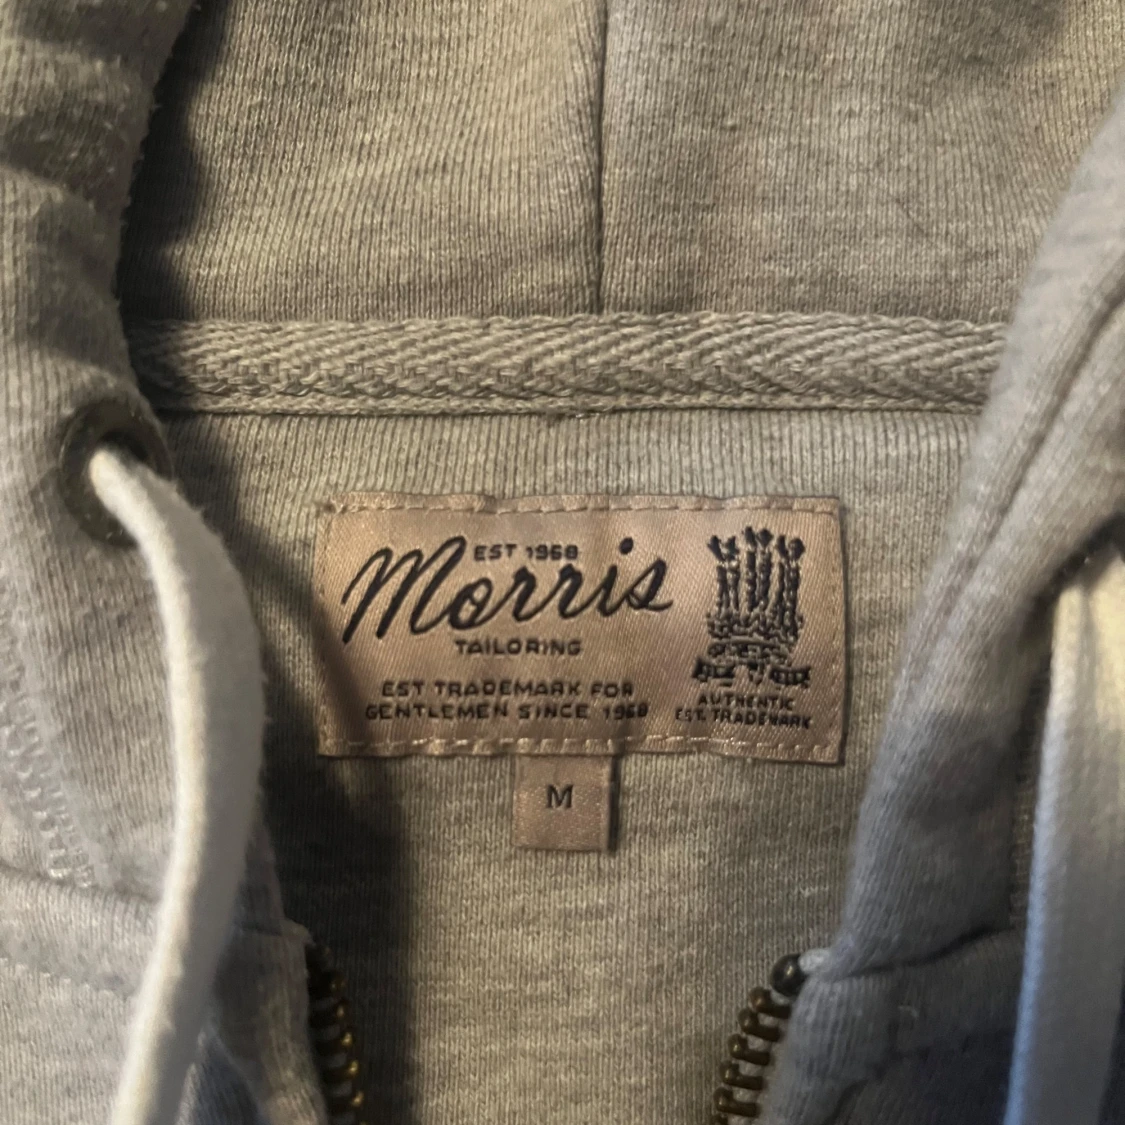 EST 1968
Morris
TAILORING
EST TRADEMARK FOR
GENTLEMEN SINCE 1968
AUTHENTIC
EST. TRADEMARK
M